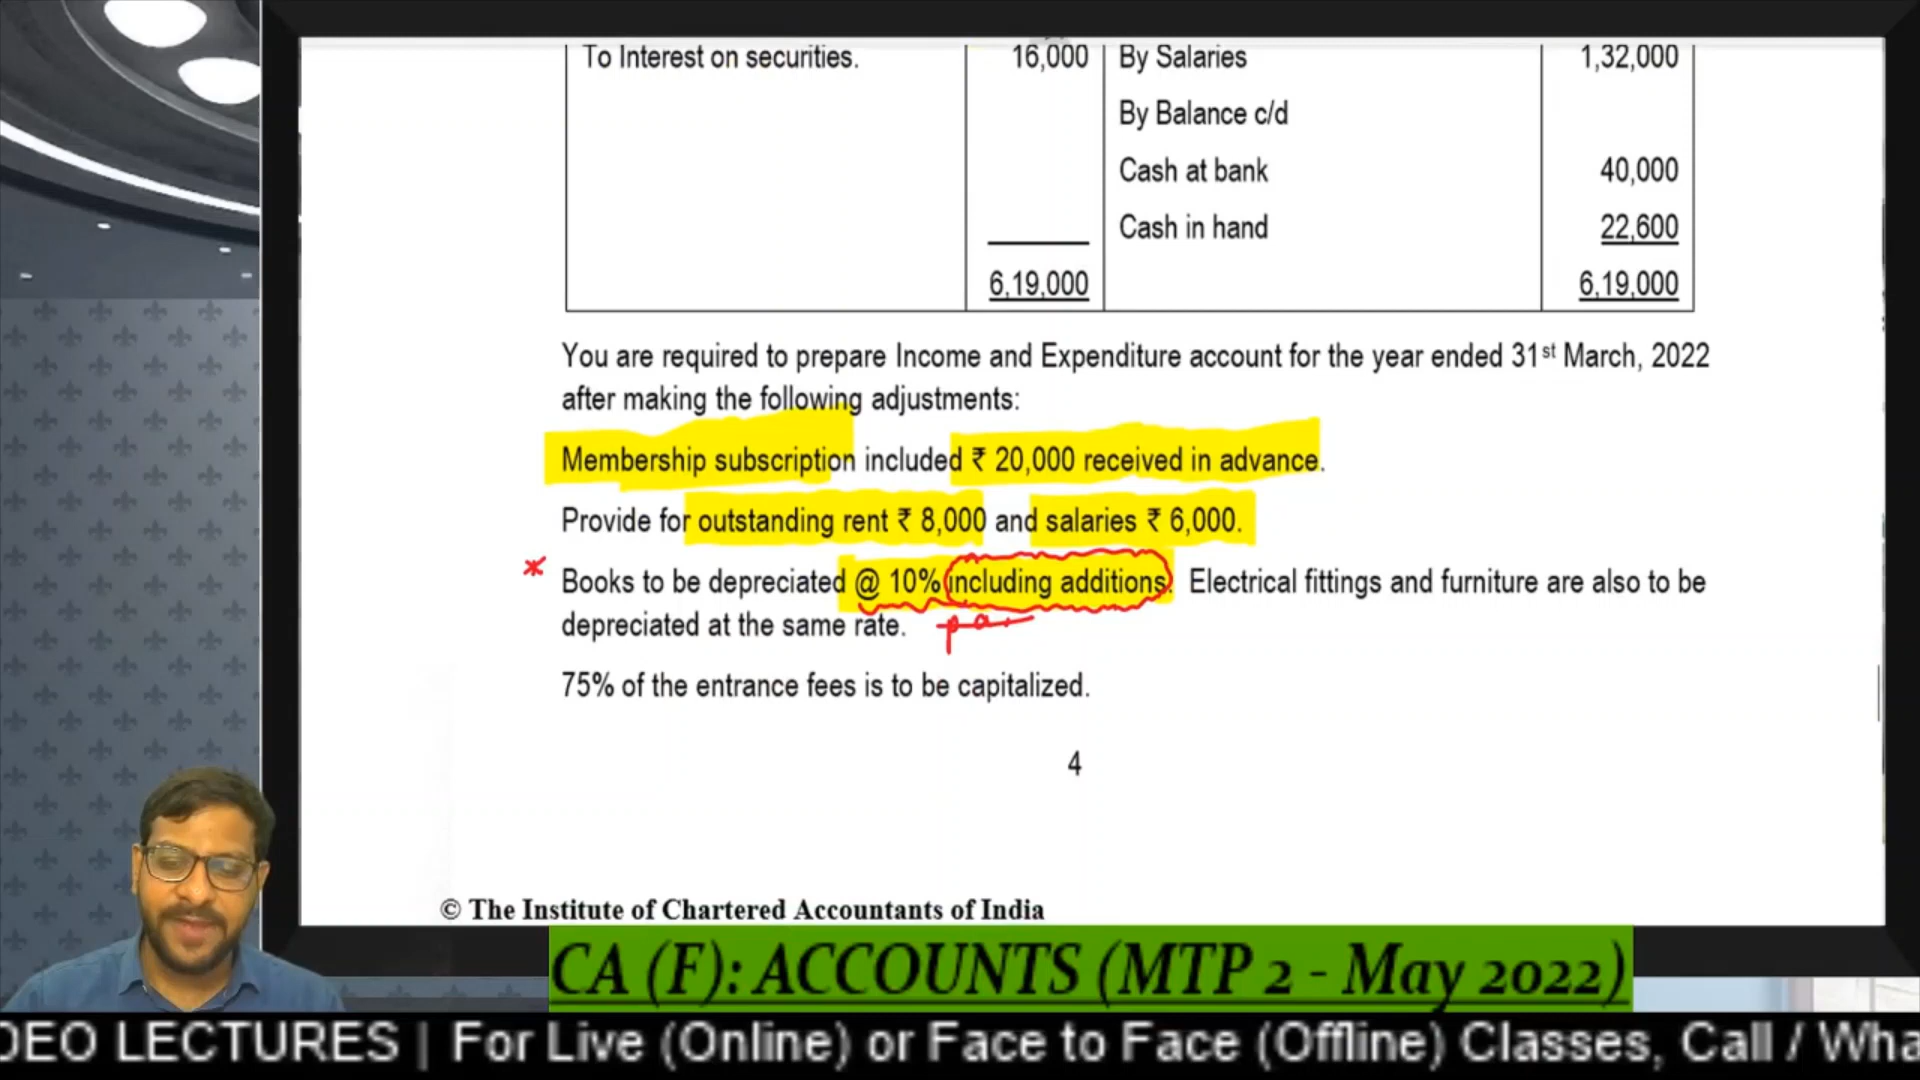 To Interest on securities. 16,000 By Salaries 1,32,000
By Balance c/d
Cash at bank 40,000
Cash in hand 22,600
6,19,000 6,19,000
You are required to prepare Income and Expenditure account for the year ended 31st March, 2022
after making the following adjustments:
Membership subscription included ₹ 20,000 received in advance.
Provide for outstanding rent ₹ 8,000 and salaries ₹ 6,000.
* Books to be depreciated @ 10% including additions. Electrical fittings and furniture are also to be
depreciated at the same rate. p.a.
75% of the entrance fees is to be capitalized.
4
© The Institute of Chartered Accountants of India
CA (F): ACCOUNTS (MTP 2 - May 2022)
DEO LECTURES | For Live (Online) or Face to Face (Offline) Classes, Call / Wha